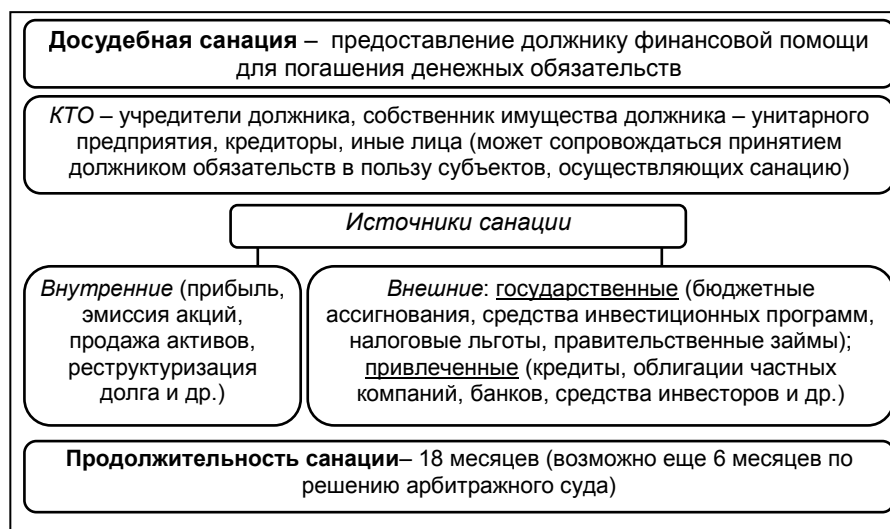 Досудебная санация – предоставление должнику финансовой помощи
для погашения денежных обязательств
КТО – учредители должника, собственник имущества должника – унитарного
предприятия, кредиторы, иные лица (может сопровождаться принятием
должником обязательств в пользу субъектов, осуществляющих санацию)
Источники санации
Внутренние (прибыль,
эмиссия акций,
продажа активов,
реструктуризация
долга и др.)
Внешние: государственные (бюджетные
ассигнования, средства инвестиционных программ,
налоговые льготы, правительственные займы);
привлеченные (кредиты, облигации частных
компаний, банков, средства инвесторов и др.)
Продолжительность санации– 18 месяцев (возможно еще 6 месяцев по
решению арбитражного суда)